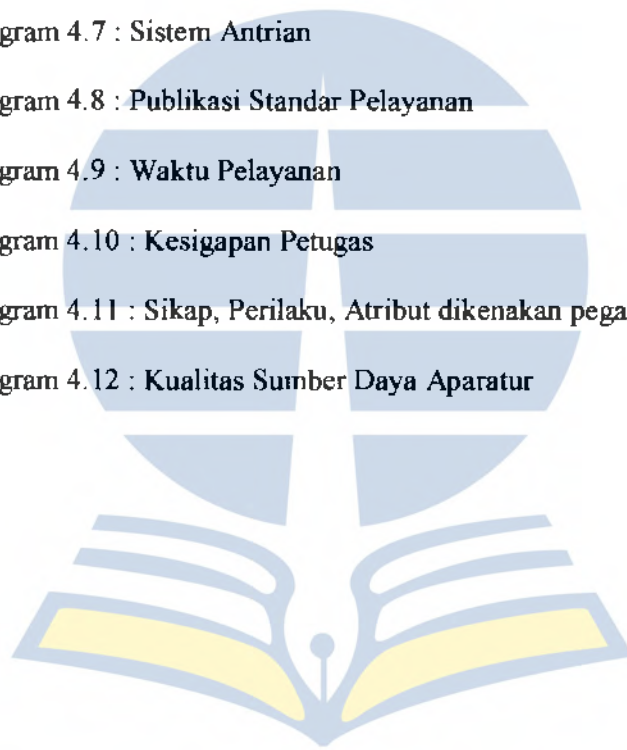 gram 4.7 : Sistem Antrian
gram 4.8 : Publikasi Standar Pelayanan
gram 4.9 : Waktu Pelayanan
gram 4.10 : Kesigapan Petugas
gram 4.11 : Sikap, Perilaku, Atribut dikenakan pega
gram 4.12 : Kualitas Sumber Daya Aparatur